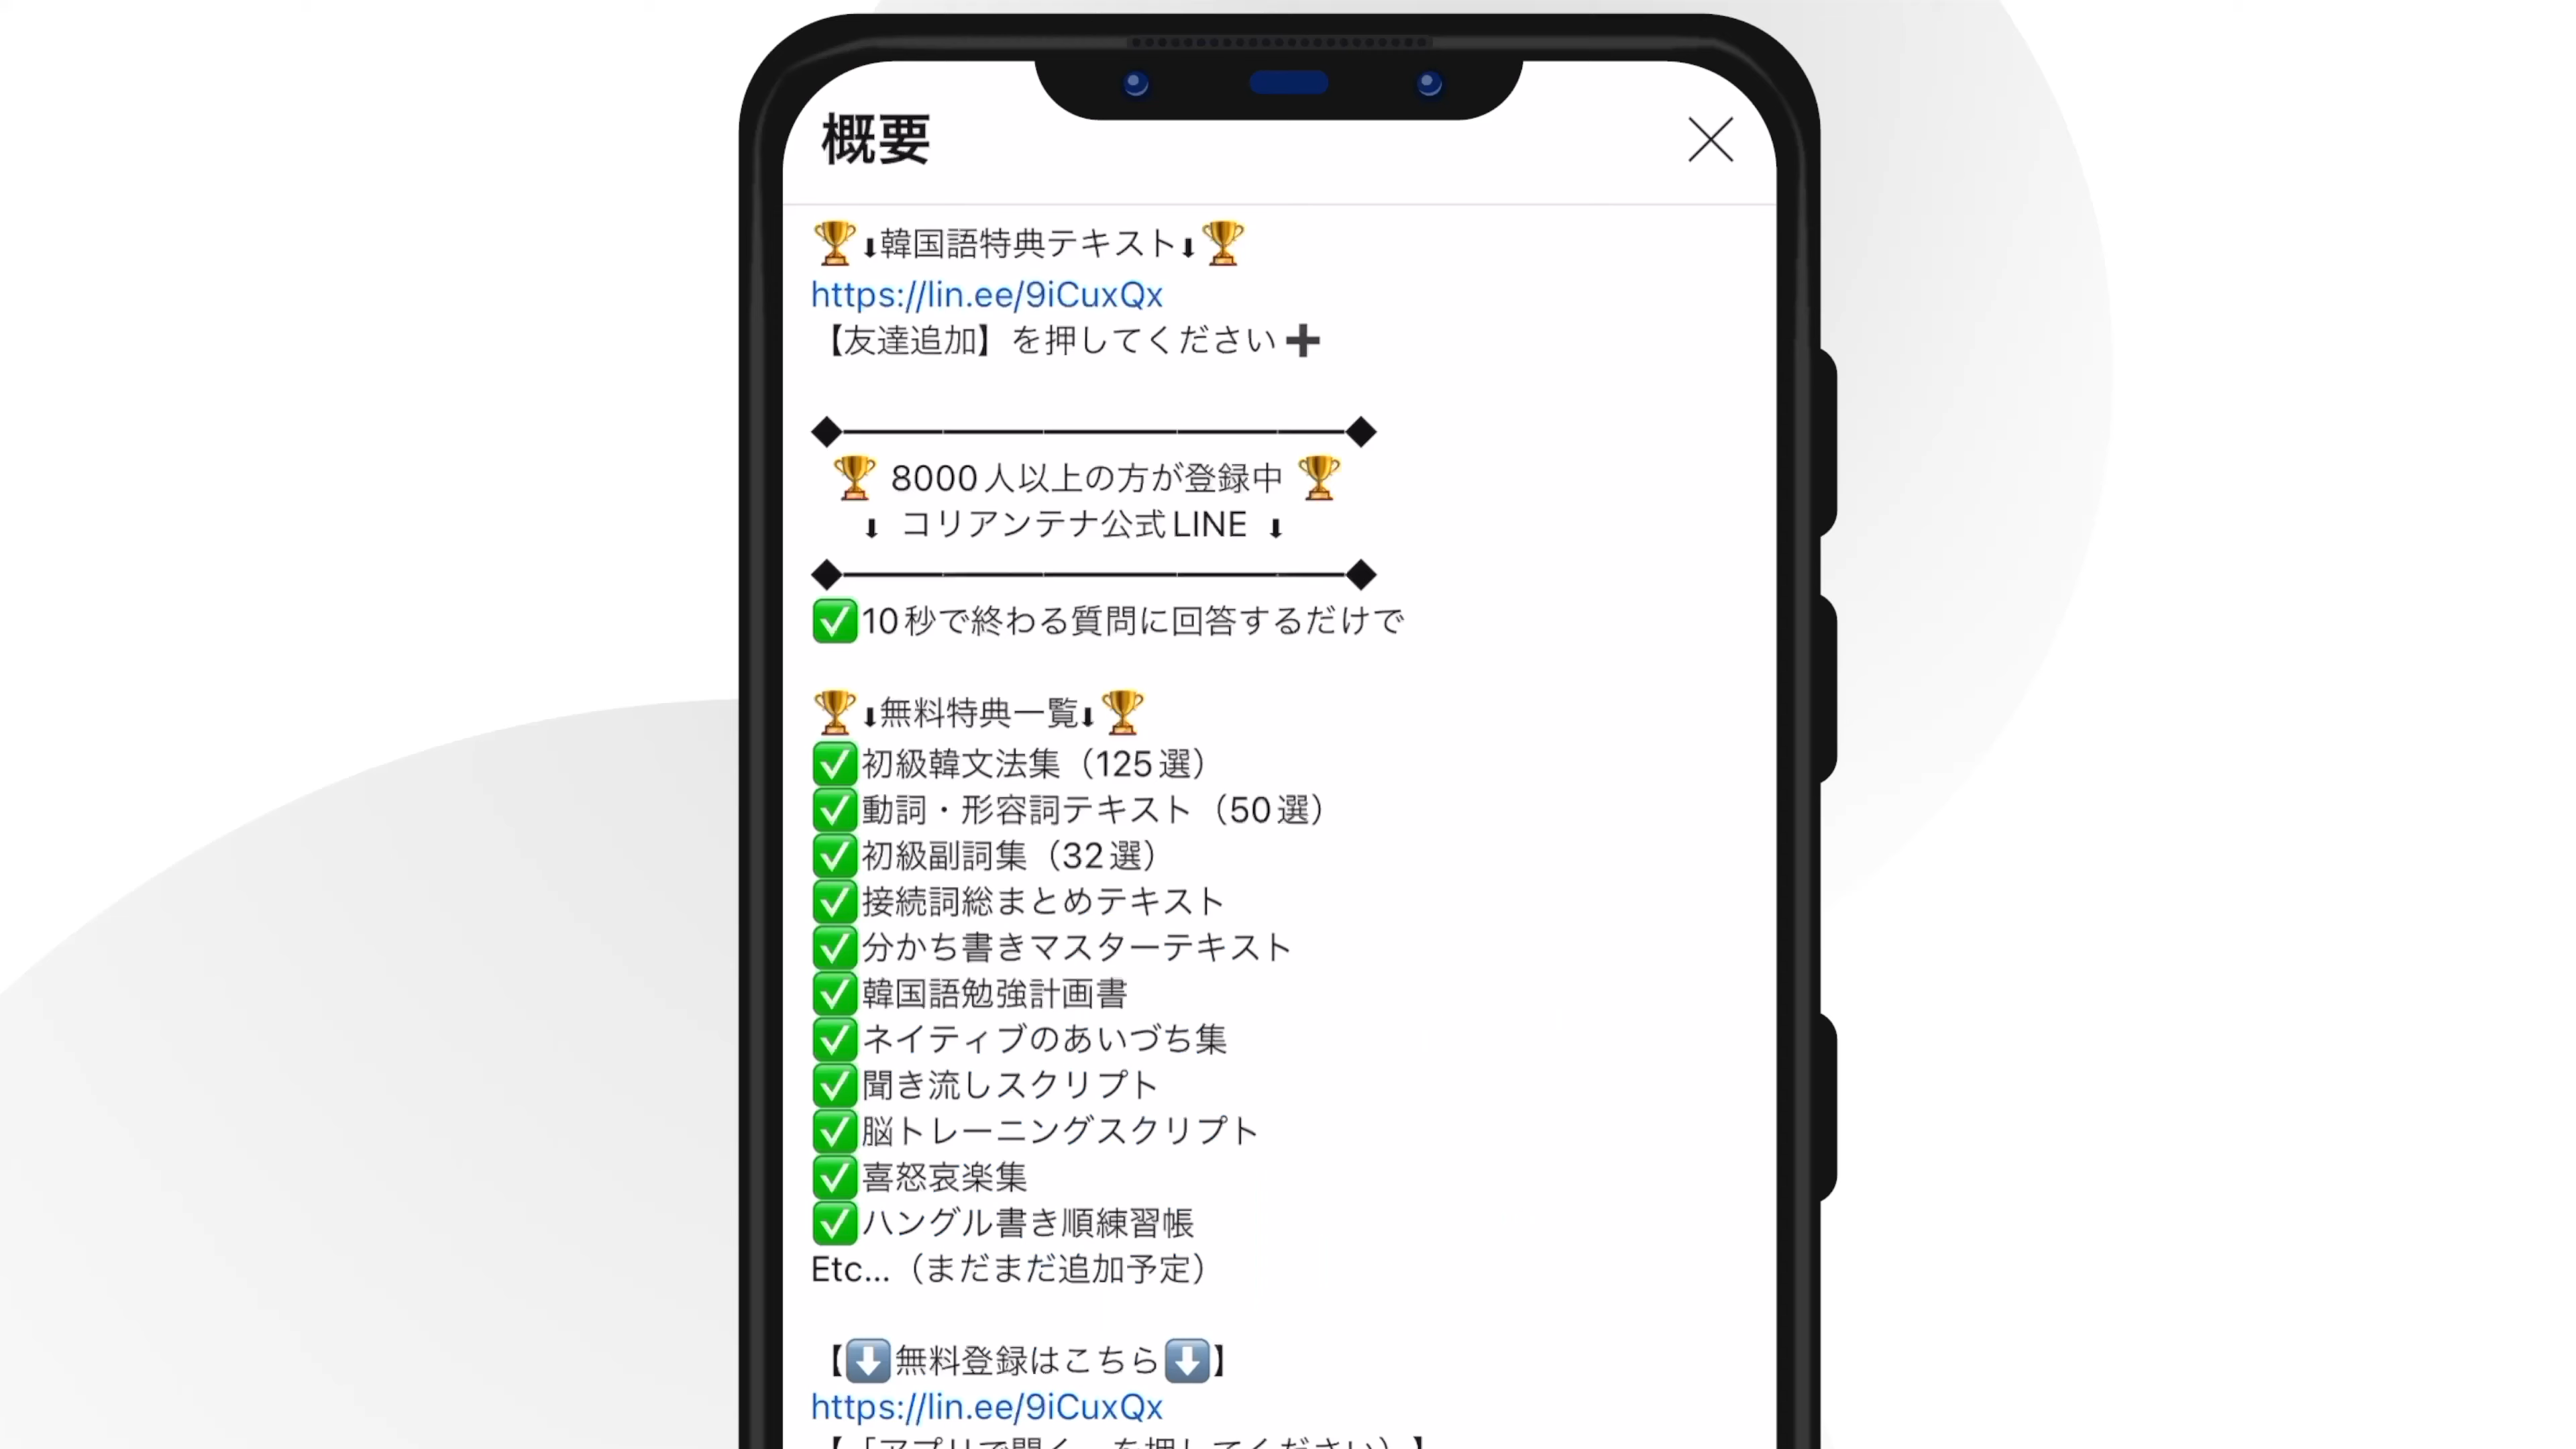 概要
🏆⬇️韓国語特典テキスト⬇️🏆
https://lin.ee/9iCuxQx
【友達追加】を押してください➕
◆━━━━━━━━━━━━━━━◆
🏆 8000人以上の方が登録中 🏆
⬇️ コリアンテナ公式LINE ⬇️
◆━━━━━━━━━━━━━━━◆
✅10秒で終わる質問に回答するだけで
🏆⬇️無料特典一覧⬇️🏆
✅初級韓文法集（125選）
✅動詞・形容詞テキスト（50選）
✅初級副詞集（32選）
✅接続詞総まとめテキスト
✅分かち書きマスターテキスト
✅韓国語勉強計画書
✅ネイティブのあいづち集
✅聞き流しスクリプト
✅脳トレーニングスクリプト
✅喜怒哀楽集
✅ハングル書き順練習帳
Etc...（まだまだ追加予定）
【⬇️無料登録はこちら⬇️】
https://lin.ee/9iCuxQx